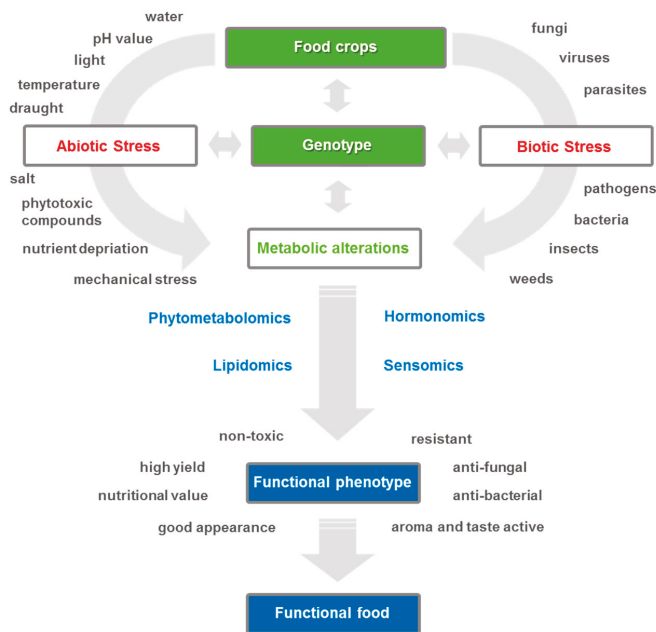 water
fungi
pH value
Food crops
light
viruses
temperature
parasites
draught
Abiotic Stress
Genotype
Biotic Stress
salt
pathogens
phytotoxic
compounds
bacteria
nutrient depriation
Metabolic alterations
insects
mechanical stress
weeds
Phytometabolomics
Hormonomics
Lipidomics
Sensomics
non-toxic
resistant
high yield
anti-fungal
Functional phenotype
nutritional value
anti-bacterial
good appearance
aroma and taste active
Functional food